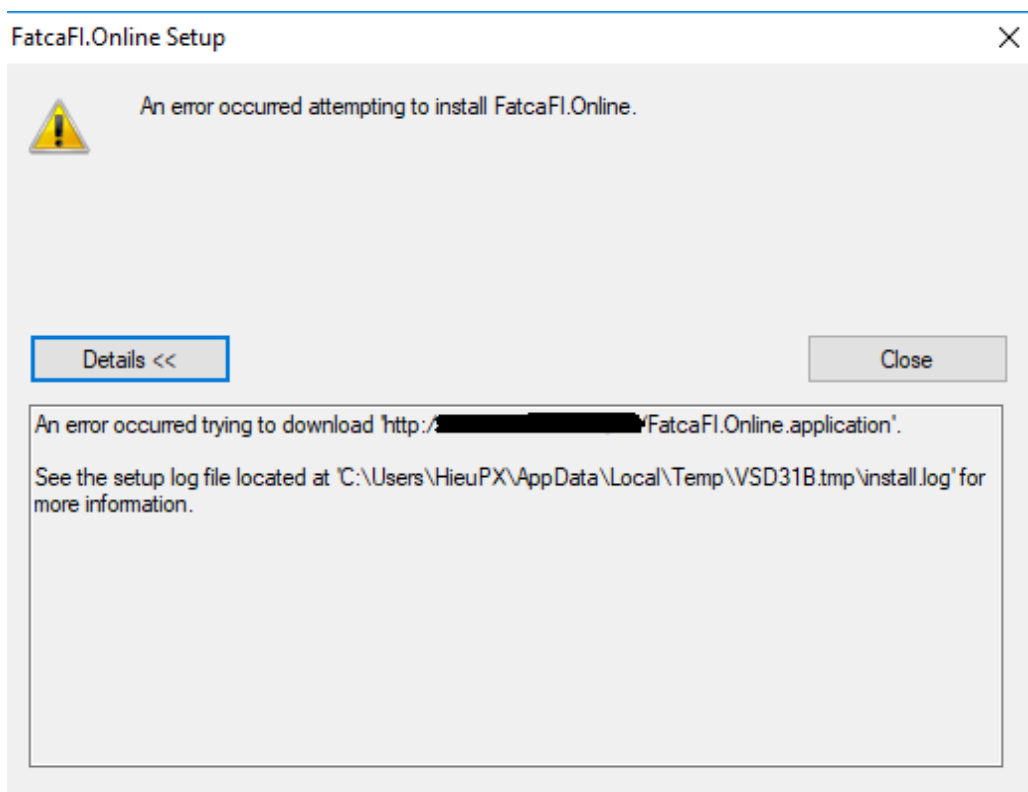 FatcaFI.Online Setup
An error occurred attempting to install FatcaFI.Online.
Details <<
Close
An error occurred trying to download 'http:/ /FatcaFI.Online.application'.
See the setup log file located at 'C:\Users\HieuPX\AppData\Local\Temp\VSD31B.tmp\install.log' for
more information.